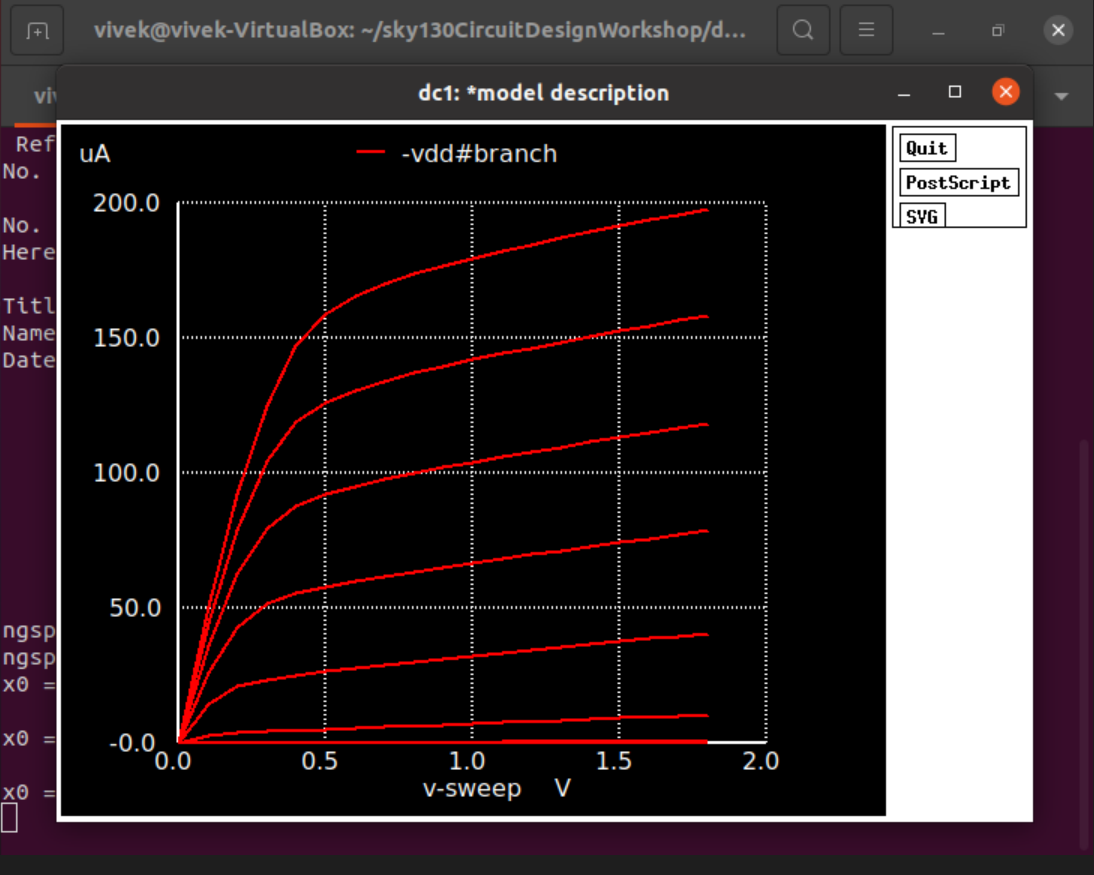 vivek@vivek-VirtualBox: ~/sky130CircuitDesignWorkshop/d...
dc1: *model description
Ref
No.
No.
Here
Titl
Name
Date
ngsp
ngsp
x0 =
x0 =
x0 =
uA
-vdd#branch
200.0
150.0
100.0
50.0
-0.0
0.0 0.5 1.0 1.5 2.0
v-sweep V
Quit
PostScript
SVG